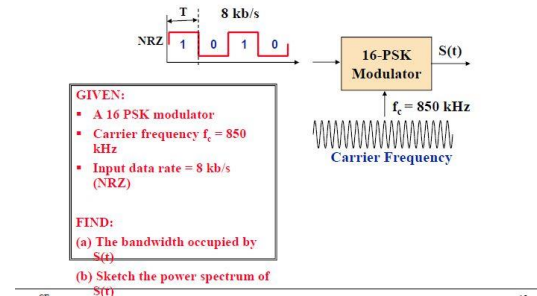 T 8 kb/s
NRZ 1 0 1 0
16-PSK
Modulator
S(t)
f_c = 850 kHz
Carrier Frequency
GIVEN:
▪ A 16 PSK modulator
▪ Carrier frequency f_c = 850
kHz
▪ Input data rate = 8 kb/s
(NRZ)
FIND:
(a) The bandwidth occupied by
S(t)
(b) Sketch the power spectrum of
S(t)